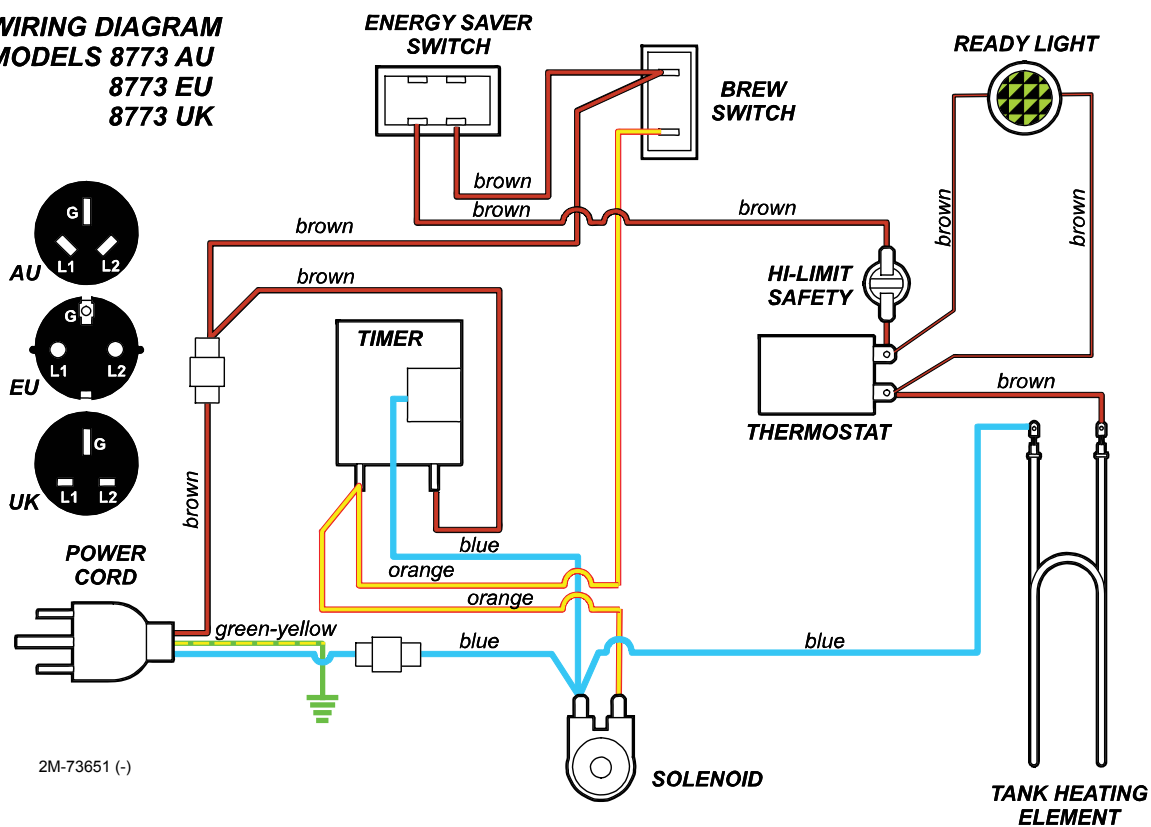 WIRING DIAGRAM
MODELS 8773 AU
8773 EU
8773 UK
ENERGY SAVER
SWITCH
BREW
SWITCH
READY LIGHT
brown
brown
brown
brown
brown
brown
brown
G
L1 L2
AU
G
L1 L2
EU
G
L1 L2
UK
HI-LIMIT
SAFETY
TIMER
THERMOSTAT
brown
brown
POWER
CORD
blue
orange
orange
green-yellow
blue
blue
SOLENOID
TANK HEATING
ELEMENT
2M-73651 (-)